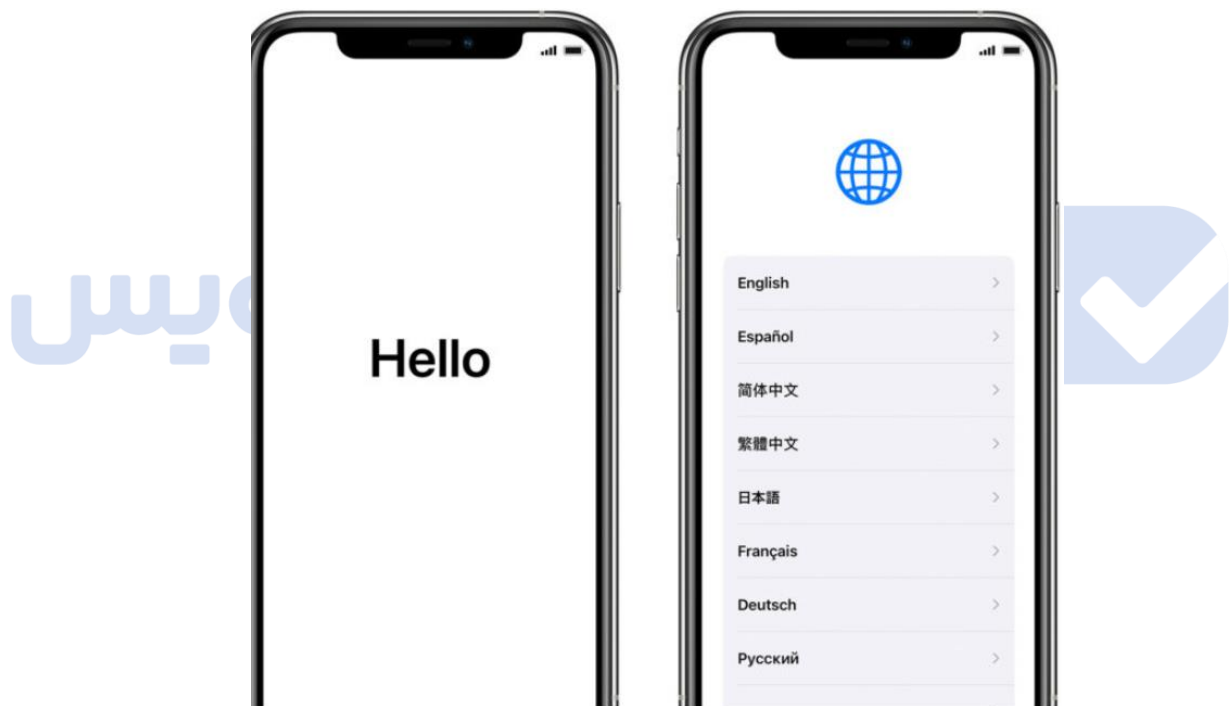 Hello
English
Español
简体中文
繁體中文
日本語
Français
Deutsch
Русский